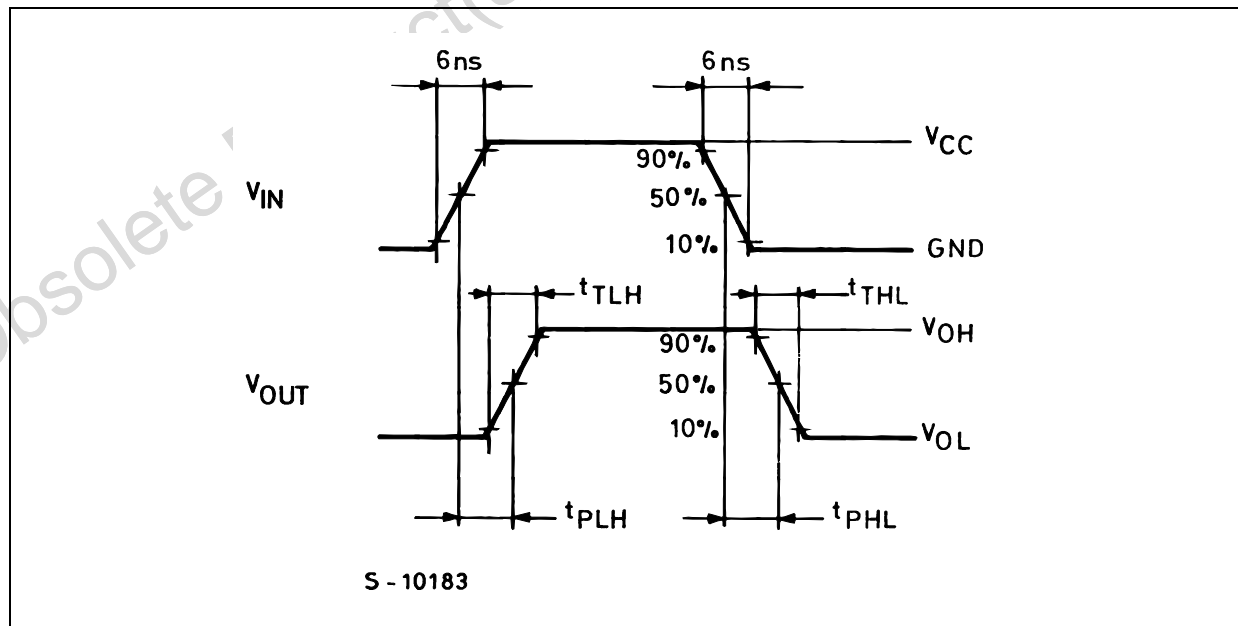 6ns 6ns
VCC
90%
VIN 50%
10% GND
tTLH tTHL
VOH
90%
VOUT 50%
10% VOL
tPLH tPHL
S-10183
obsolete